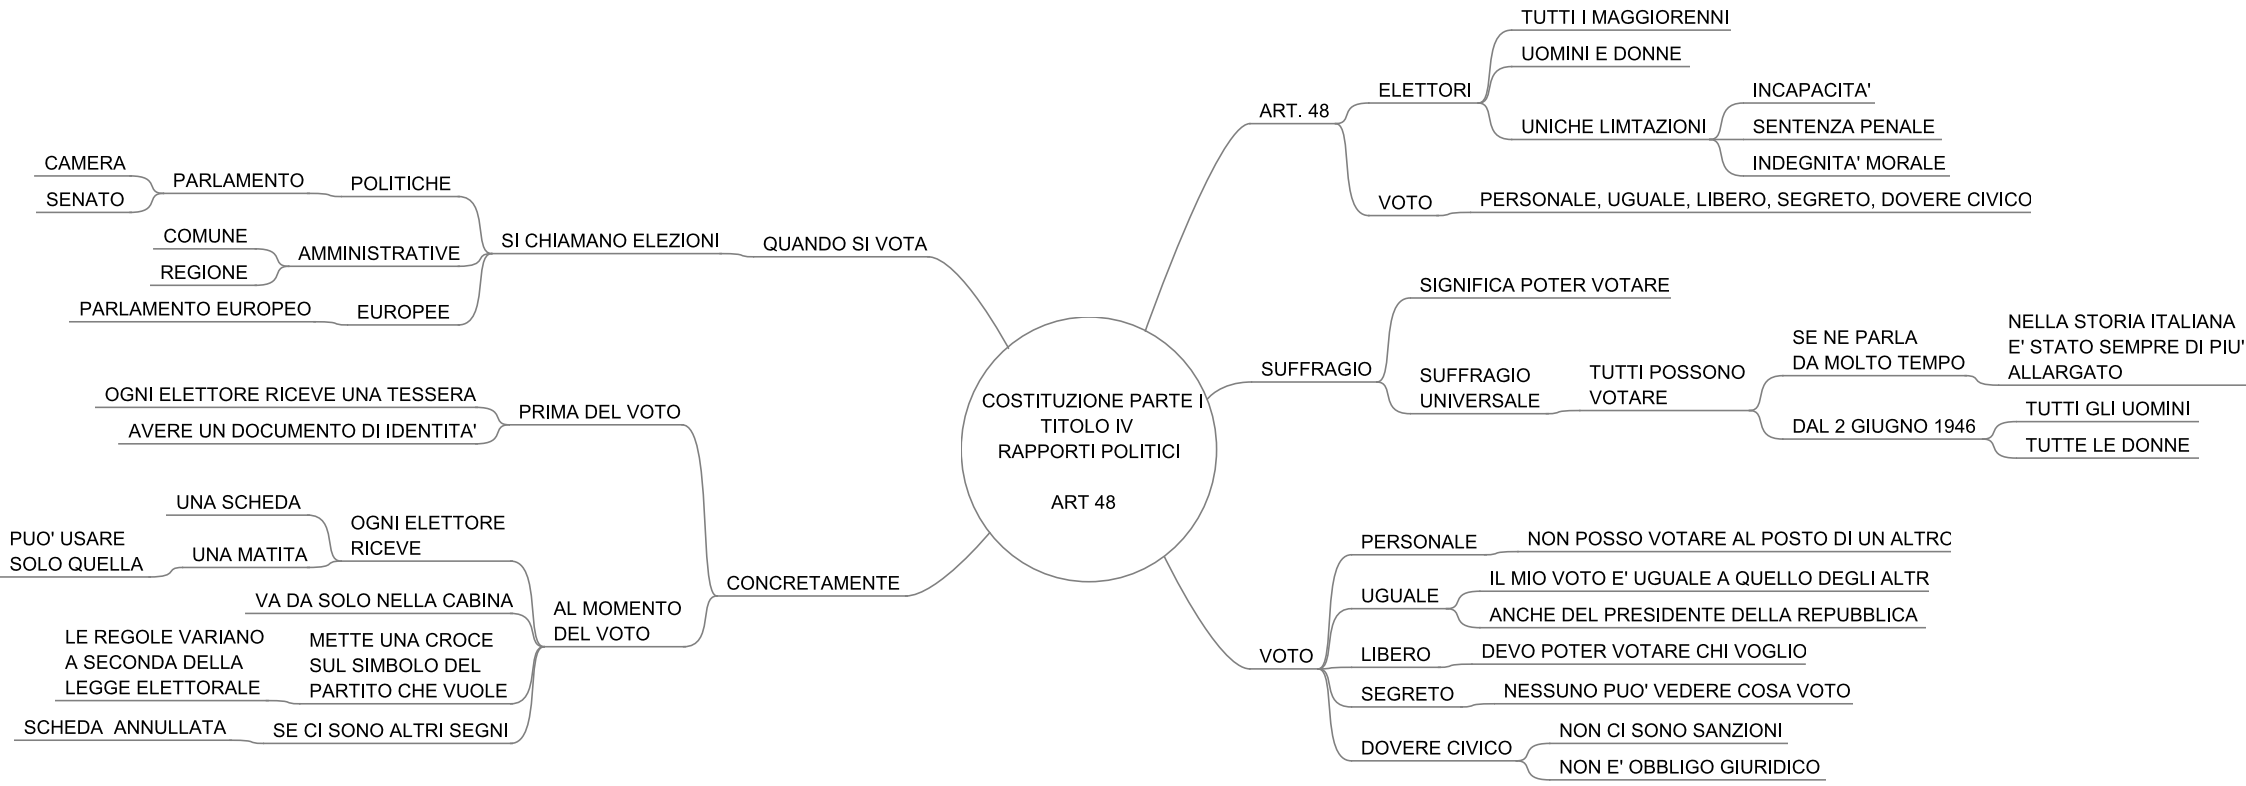 COSTITUZIONE PARTE I
TITOLO IV
RAPPORTI POLITICI
ART 48
ART. 48
ELETTORI
TUTTI I MAGGIORENNI
UOMINI E DONNE
UNICHE LIMTAZIONI
INCAPACITA'
SENTENZA PENALE
INDEGNITA' MORALE
VOTO
PERSONALE, UGUALE, LIBERO, SEGRETO, DOVERE CIVICO
SUFFRAGIO
SIGNIFICA POTER VOTARE
SUFFRAGIO
UNIVERSALE
TUTTI POSSONO
VOTARE
SE NE PARLA
DA MOLTO TEMPO
NELLA STORIA ITALIANA
E' STATO SEMPRE DI PIU'
ALLARGATO
DAL 2 GIUGNO 1946
TUTTI GLI UOMINI
TUTTE LE DONNE
VOTO
PERSONALE
NON POSSO VOTARE AL POSTO DI UN ALTRO
UGUALE
IL MIO VOTO E' UGUALE A QUELLO DEGLI ALTR
ANCHE DEL PRESIDENTE DELLA REPUBBLICA
LIBERO
DEVO POTER VOTARE CHI VOGLIO
SEGRETO
NESSUNO PUO' VEDERE COSA VOTO
DOVERE CIVICO
NON CI SONO SANZIONI
NON E' OBBLIGO GIURIDICO
QUANDO SI VOTA
SI CHIAMANO ELEZIONI
POLITICHE
PARLAMENTO
CAMERA
SENATO
AMMINISTRATIVE
COMUNE
REGIONE
EUROPEE
PARLAMENTO EUROPEO
CONCRETAMENTE
PRIMA DEL VOTO
OGNI ELETTORE RICEVE UNA TESSERA
AVERE UN DOCUMENTO DI IDENTITA'
AL MOMENTO
DEL VOTO
OGNI ELETTORE
RICEVE
UNA SCHEDA
UNA MATITA
PUO' USARE
SOLO QUELLA
VA DA SOLO NELLA CABINA
METTE UNA CROCE
SUL SIMBOLO DEL
PARTITO CHE VUOLE
LE REGOLE VARIANO
A SECONDA DELLA
LEGGE ELETTORALE
SE CI SONO ALTRI SEGNI
SCHEDA  ANNULLATA